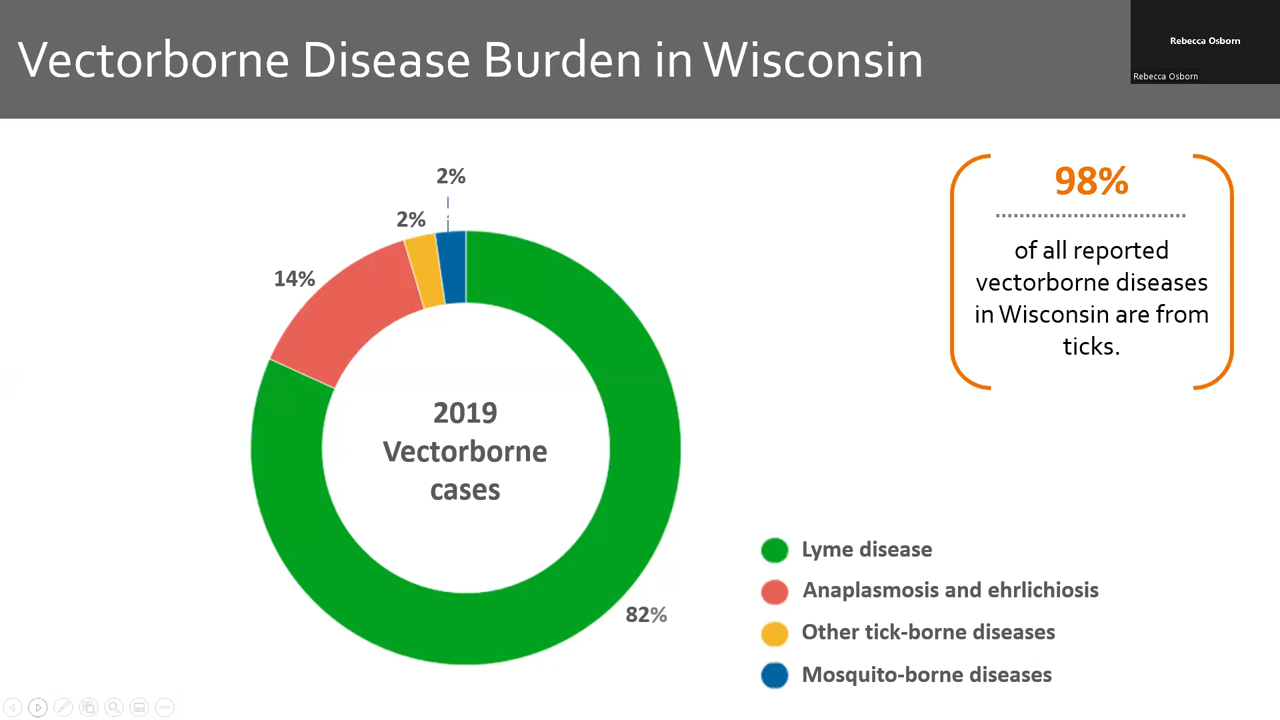 Vectorborne Disease Burden in Wisconsin
Rebecca Osborn
Rebecca Osborn
2%
2%
14%
82%
2019
Vectorborne
cases
98%
of all reported
vectorborne diseases
in Wisconsin are from
ticks.
Lyme disease
Anaplasmosis and ehrlichiosis
Other tick-borne diseases
Mosquito-borne diseases